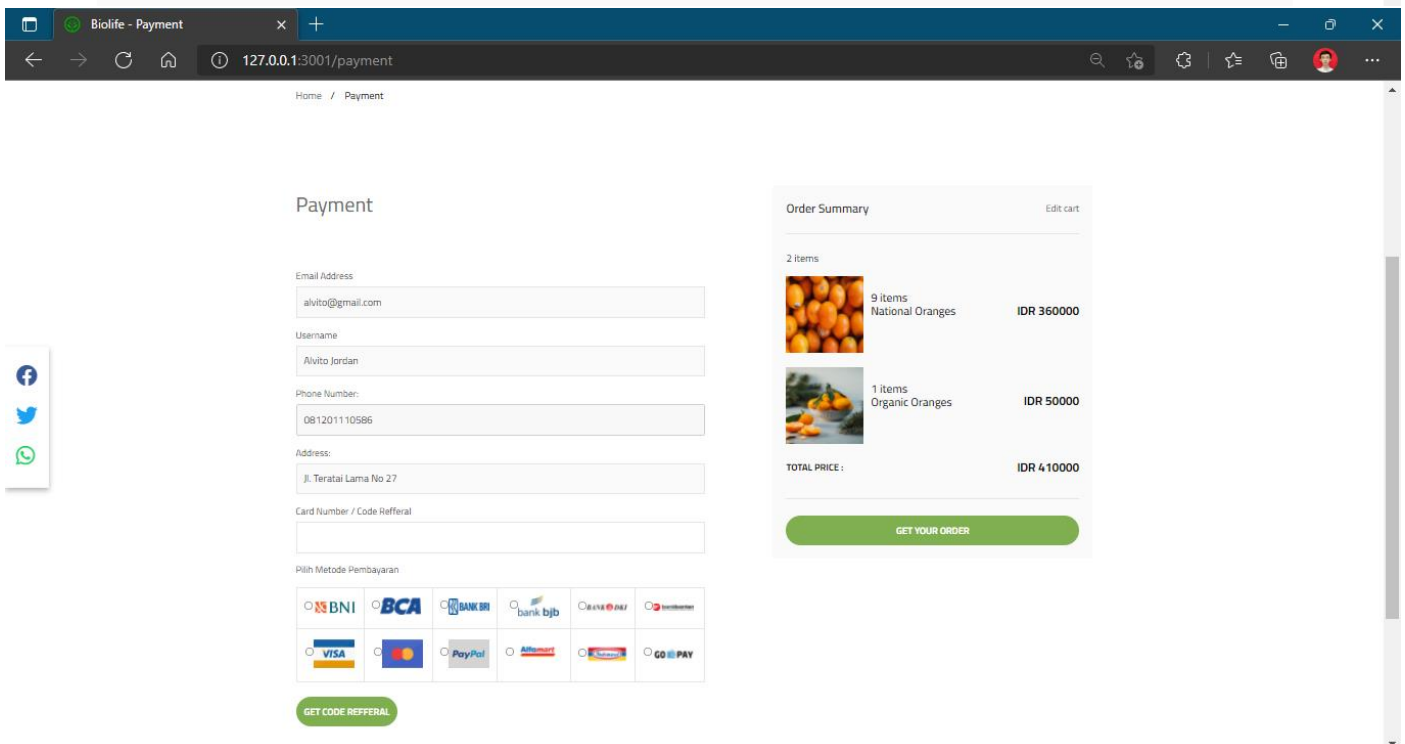 Biolife - Payment
127.0.0.1:3001/payment
Home / Payment
Payment
Email Address
alvito@gmail.com
Username
Alvito Jordan
Phone Number:
081201110586
Address:
Jl. Teratai Lama No 27
Card Number / Code Refferal
Pilih Metode Pembayaran
BNI BCA BANK BRI bank bjb BANK DKI
VISA PayPal Alfamart Indomaret GO PAY
GET CODE REFFERAL
Order Summary Edit cart
2 items
9 items
National Oranges IDR 360000
1 items
Organic Oranges IDR 50000
TOTAL PRICE : IDR 410000
GET YOUR ORDER